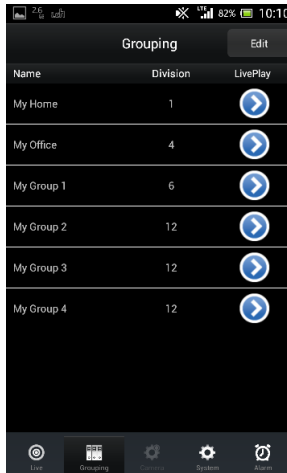 82% 10:10
Grouping Edit
Name Division LivePlay
My Home 1
My Office 4
My Group 1 6
My Group 2 12
My Group 3 12
My Group 4 12
Live Grouping Camera System Alarm